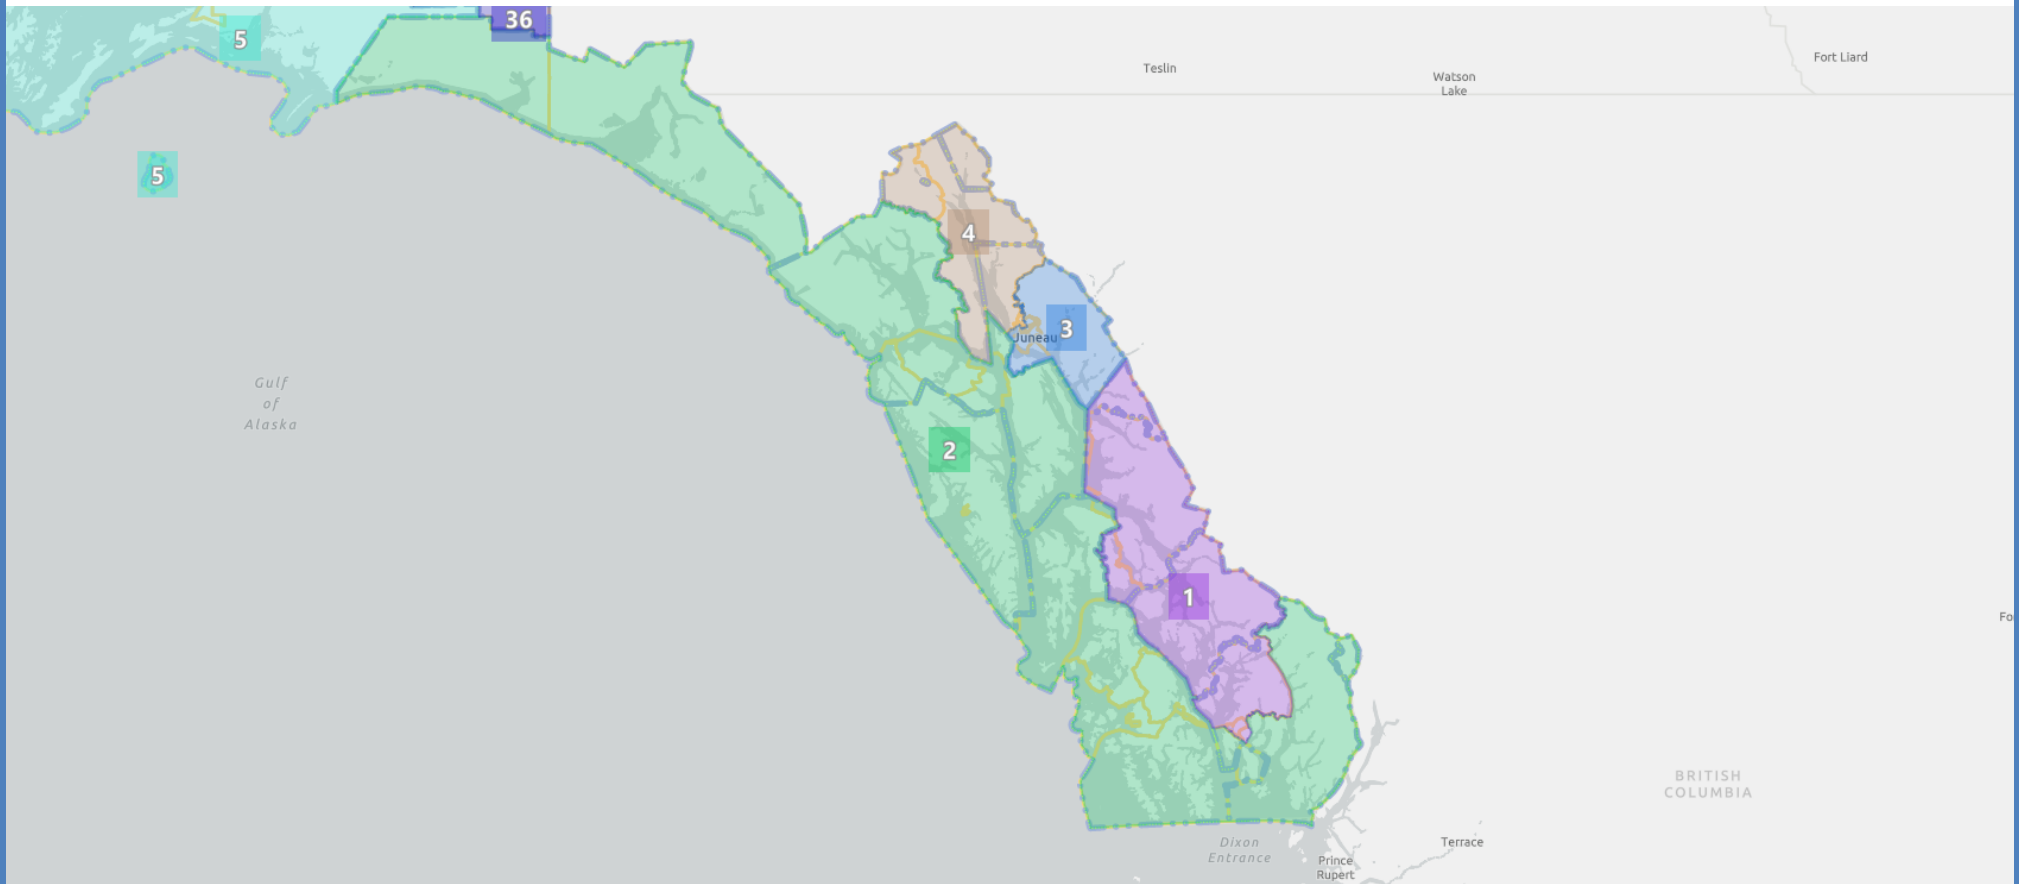 36
5
Teslin
Fort Liard
Watson
Lake
5
4
3
Juneau
Gulf
of
Alaska
2
1
Fo
BRITISH
COLUMBIA
Dixon
Entrance
Terrace
Prince
Rupert